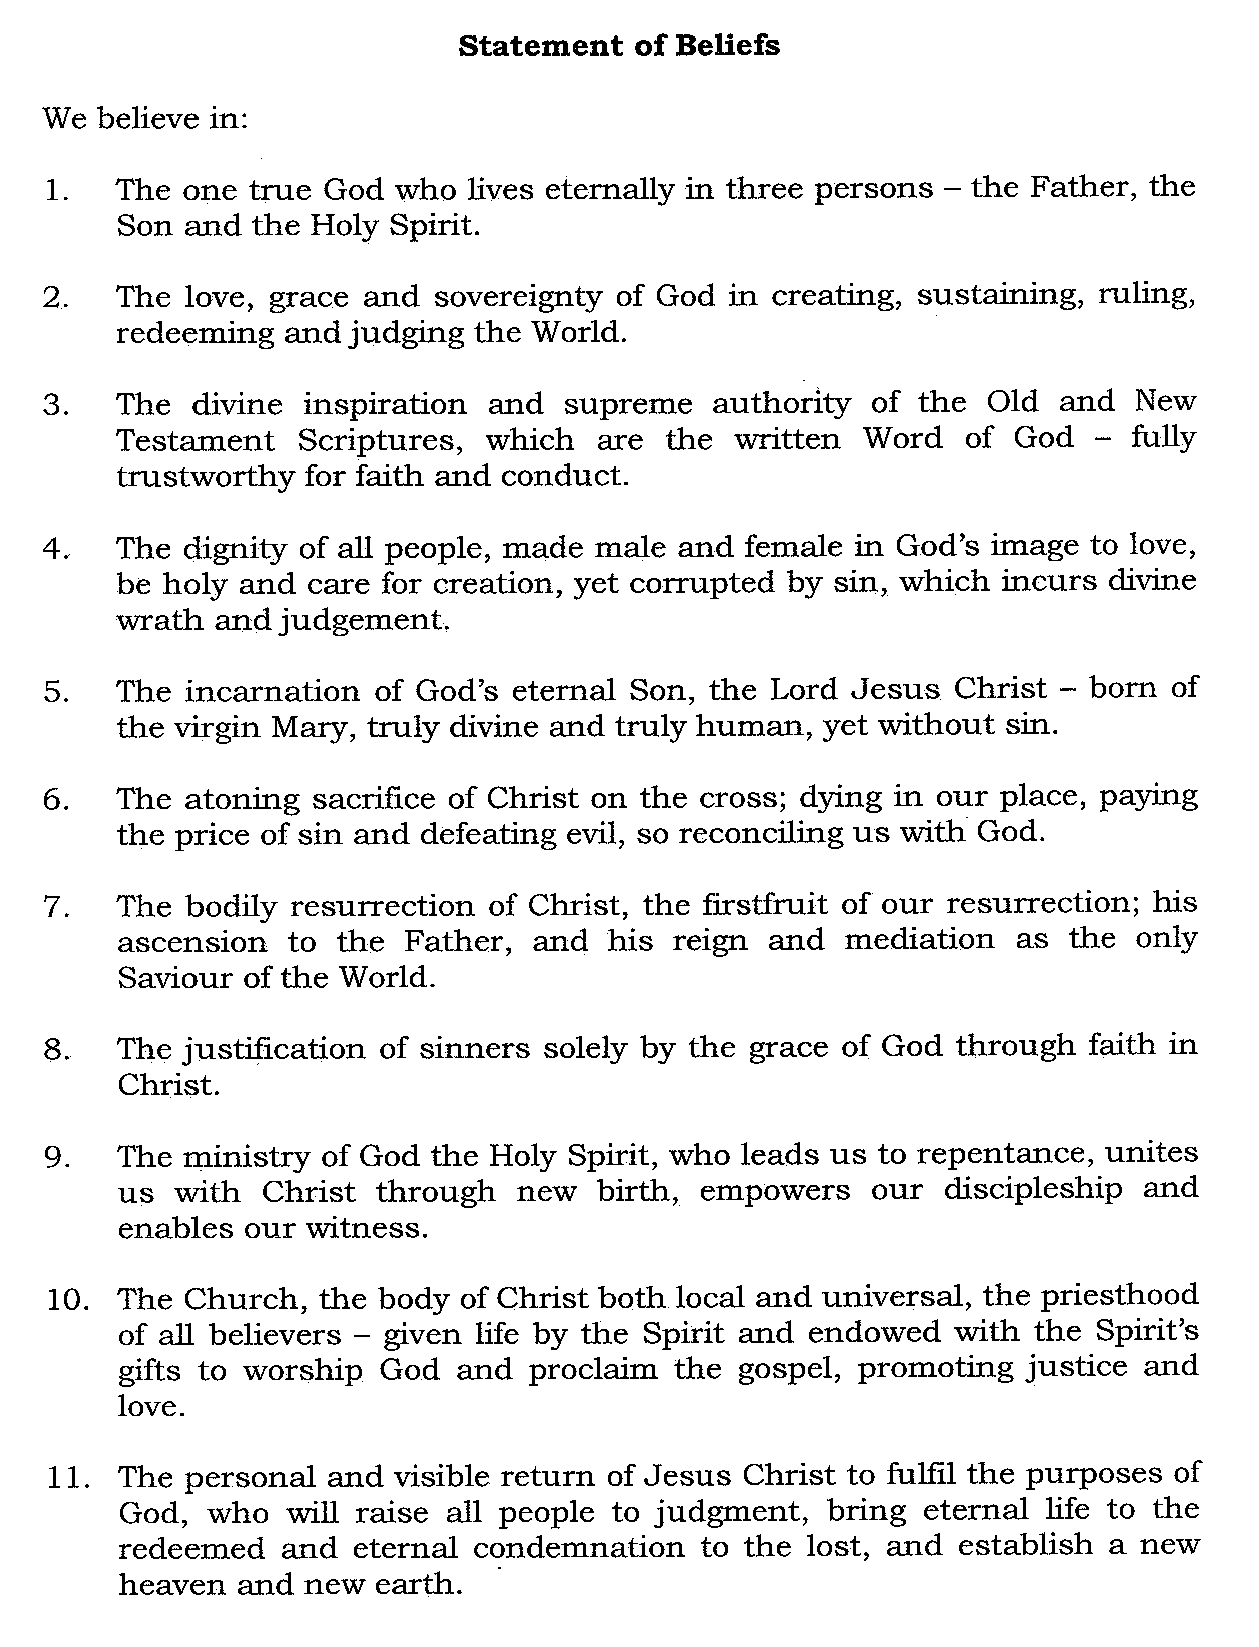 Statement of Beliefs
We believe in:
1. The one true God who lives eternally in three persons – the Father, the
Son and the Holy Spirit.
2. The love, grace and sovereignty of God in creating, sustaining, ruling,
redeeming and judging the World.
3. The divine inspiration and supreme authority of the Old and New
Testament Scriptures, which are the written Word of God – fully
trustworthy for faith and conduct.
4. The dignity of all people, made male and female in God's image to love,
be holy and care for creation, yet corrupted by sin, which incurs divine
wrath and judgement.
5. The incarnation of God's eternal Son, the Lord Jesus Christ – born of
the virgin Mary, truly divine and truly human, yet without sin.
6. The atoning sacrifice of Christ on the cross; dying in our place, paying
the price of sin and defeating evil, so reconciling us with God.
7. The bodily resurrection of Christ, the firstfruit of our resurrection; his
ascension to the Father, and his reign and mediation as the only
Saviour of the World.
8. The justification of sinners solely by the grace of God through faith in
Christ.
9. The ministry of God the Holy Spirit, who leads us to repentance, unites
us with Christ through new birth, empowers our discipleship and
enables our witness.
10. The Church, the body of Christ both local and universal, the priesthood
of all believers – given life by the Spirit and endowed with the Spirit's
gifts to worship God and proclaim the gospel, promoting justice and
love.
11. The personal and visible return of Jesus Christ to fulfil the purposes of
God, who will raise all people to judgment, bring eternal life to the
redeemed and eternal condemnation to the lost, and establish a new
heaven and new earth.